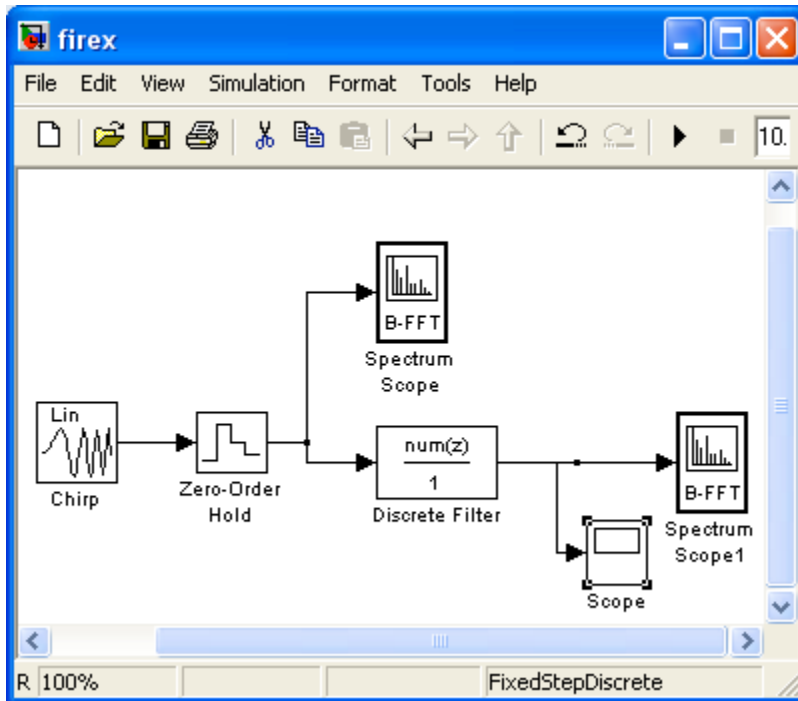 firex
File Edit View Simulation Format Tools Help
10.
B-FFT
Spectrum
Scope
Lin
Chirp
Zero-Order
Hold
num(z)
1
Discrete Filter
B-FFT
Spectrum
Scope1
Scope
R 100% FixedStepDiscrete